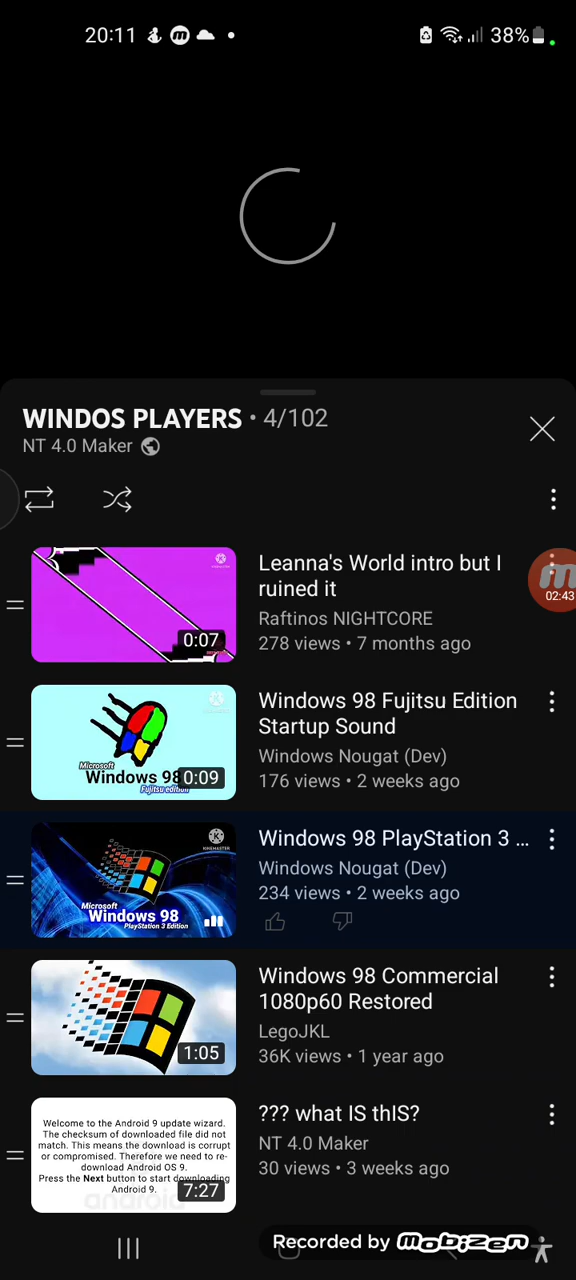 20:11
38%
WINDOS PLAYERS • 4/102
NT 4.0 Maker
Leanna's World intro but I
ruined it
Raftinos NIGHTCORE
278 views • 7 months ago
0:07
02:43
Windows 98 Fujitsu Edition
Startup Sound
Windows Nougat (Dev)
176 views • 2 weeks ago
Microsoft
Windows 98
Fujitsu edition
0:09
Windows 98 PlayStation 3 ...
Windows Nougat (Dev)
234 views • 2 weeks ago
KINEMASTER
Microsoft
Windows 98
PlayStation 3 Edition
Windows 98 Commercial
1080p60 Restored
LegoJKL
36K views • 1 year ago
1:05
??? what IS thIS?
NT 4.0 Maker
30 views • 3 weeks ago
Welcome to the Android 9 update wizard.
The checksum of downloaded file did not
match. This means the download is corrupt
or compromised. Therefore we need to re-
download Android OS 9.
Press the Next button to start downloading
Android 9.
android
7:27
Recorded by mobizen